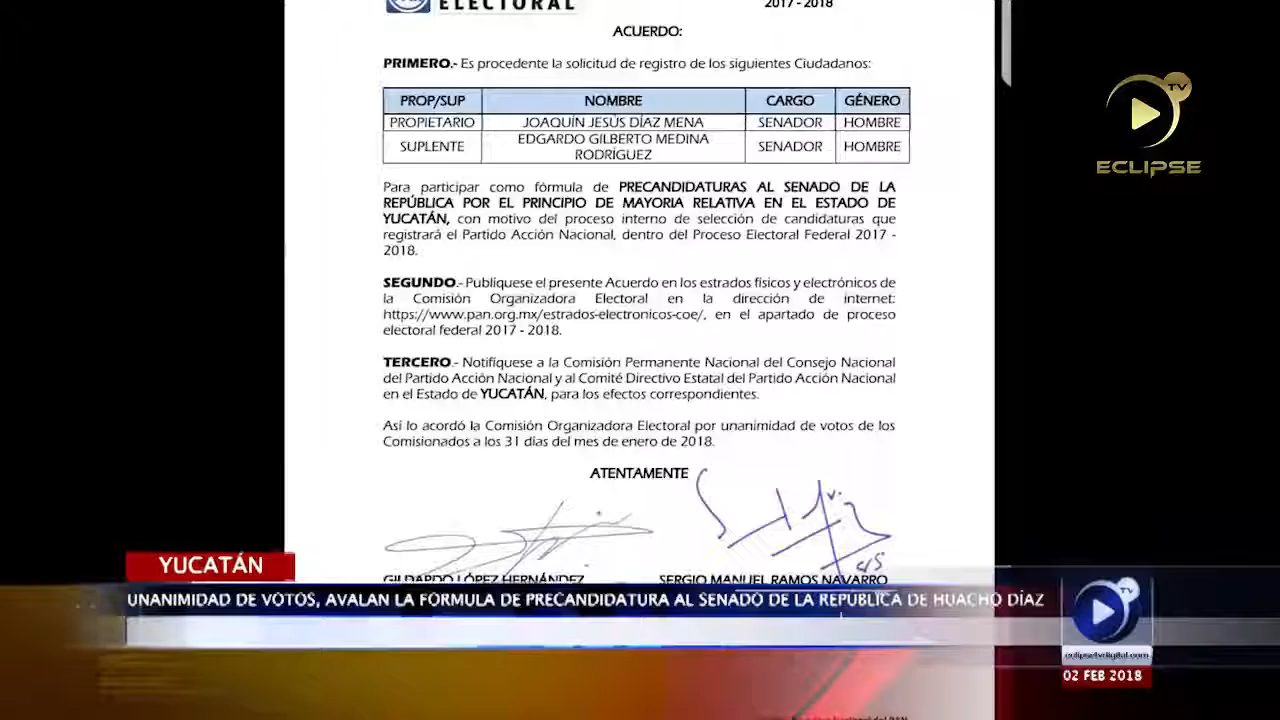 ELECTORAL
2017 - 2018
ACUERDO:
PRIMERO.- Es procedente la solicitud de registro de los siguientes Ciudadanos:
PROP/SUP NOMBRE CARGO GÉNERO
PROPIETARIO JOAQUÍN JESÚS DÍAZ MENA SENADOR HOMBRE
SUPLENTE EDGARDO GILBERTO MEDINA RODRÍGUEZ SENADOR HOMBRE
Para participar como fórmula de PRECANDIDATURAS AL SENADO DE LA
REPÚBLICA POR EL PRINCIPIO DE MAYORIA RELATIVA EN EL ESTADO DE
YUCATÁN, con motivo del proceso interno de selección de candidaturas que
registrará el Partido Acción Nacional, dentro del Proceso Electoral Federal 2017 -
2018.
SEGUNDO.- Publíquese el presente Acuerdo en los estrados físicos y electrónicos de
la Comisión Organizadora Electoral en la dirección de internet:
https://www.pan.org.mx/estrados-electronicos-coe/, en el apartado de proceso
electoral federal 2017 - 2018.
TERCERO.- Notifíquese a la Comisión Permanente Nacional del Consejo Nacional
del Partido Acción Nacional y al Comité Directivo Estatal del Partido Acción Nacional
en el Estado de YUCATÁN, para los efectos correspondientes.
Así lo acordó la Comisión Organizadora Electoral por unanimidad de votos de los
Comisionados a los 31 días del mes de enero de 2018.
ATENTAMENTE
GILDARDO LÓPEZ HERNÁNDEZ SERGIO MANUEL RAMOS NAVARRO
TV
ECLIPSE
YUCATÁN
UNANIMIDAD DE VOTOS, AVALAN LA FÓRMULA DE PRECANDIDATURA AL SENADO DE LA REPÚBLICA DE HUACHO DÍAZ
TV
eclipsetvdigital.com
02 FEB 2018